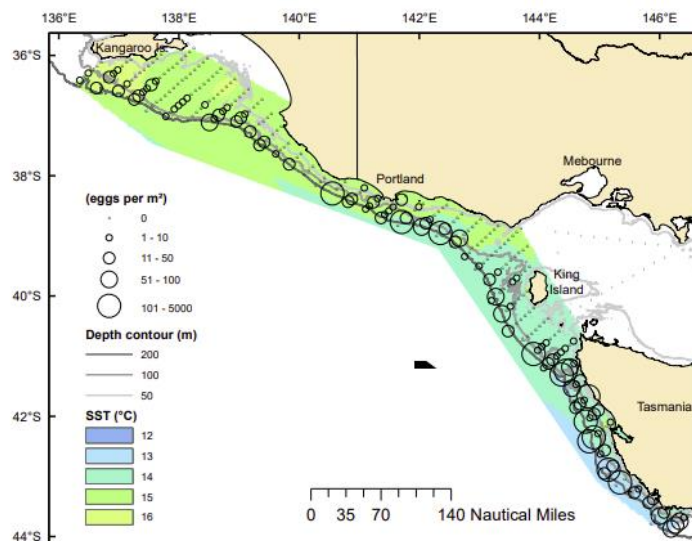 136°E 138°E 140°E 142°E 144°E 146°E
36°S
Kangaroo Is.
38°S
Portland
Mebourne
(eggs per m²)
0
1 - 10
11 - 50
51 - 100
101 - 5000
40°S
King
Island
Depth contour (m)
200
100
50
42°S
SST (°C)
12
13
14
15
16
Tasmania
0 35 70 140 Nautical Miles
44°S